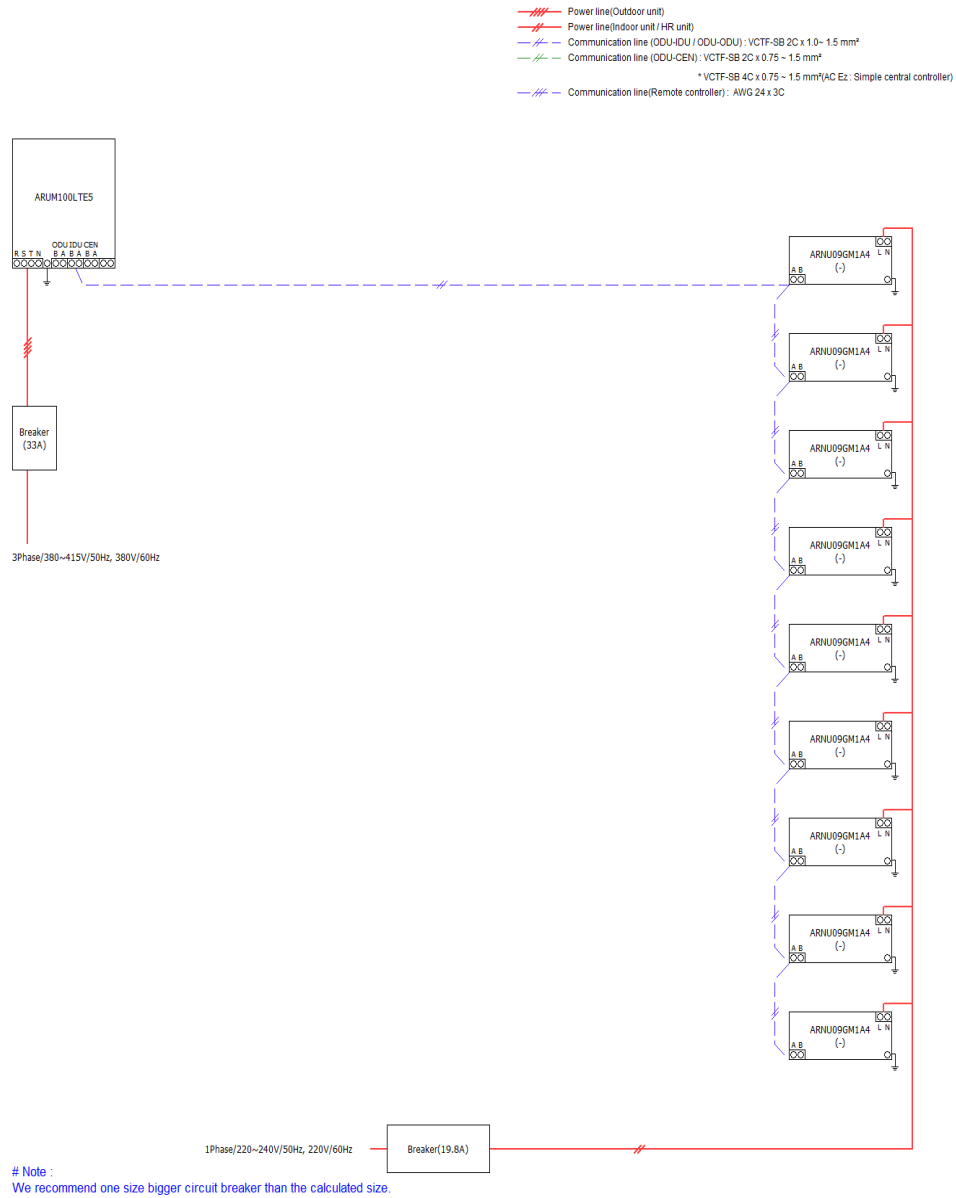 Power line(Outdoor unit)
Power line(Indoor unit / HR unit)
Communication line (ODU-IDU / ODU-ODU) : VCTF-SB 2C x 1.0~ 1.5 mm²
Communication line (ODU-CEN) : VCTF-SB 2C x 0.75 ~ 1.5 mm²
* VCTF-SB 4C x 0.75 ~ 1.5 mm²(AC Ez : Simple central controller)
Communication line(Remote controller) : AWG 24 x 3C
ARUM100LTE5
ODU IDU CEN
R S T N B A B A B A
ARNU09GM1A4
(-)
L N
A B
ARNU09GM1A4
(-)
L N
A B
Breaker
(33A)
ARNU09GM1A4
(-)
L N
A B
3Phase/380~415V/50Hz, 380V/60Hz
ARNU09GM1A4
(-)
L N
A B
ARNU09GM1A4
(-)
L N
A B
ARNU09GM1A4
(-)
L N
A B
ARNU09GM1A4
(-)
L N
A B
ARNU09GM1A4
(-)
L N
A B
ARNU09GM1A4
(-)
L N
A B
1Phase/220~240V/50Hz, 220V/60Hz
Breaker(19.8A)
# Note :
We recommend one size bigger circuit breaker than the calculated size.